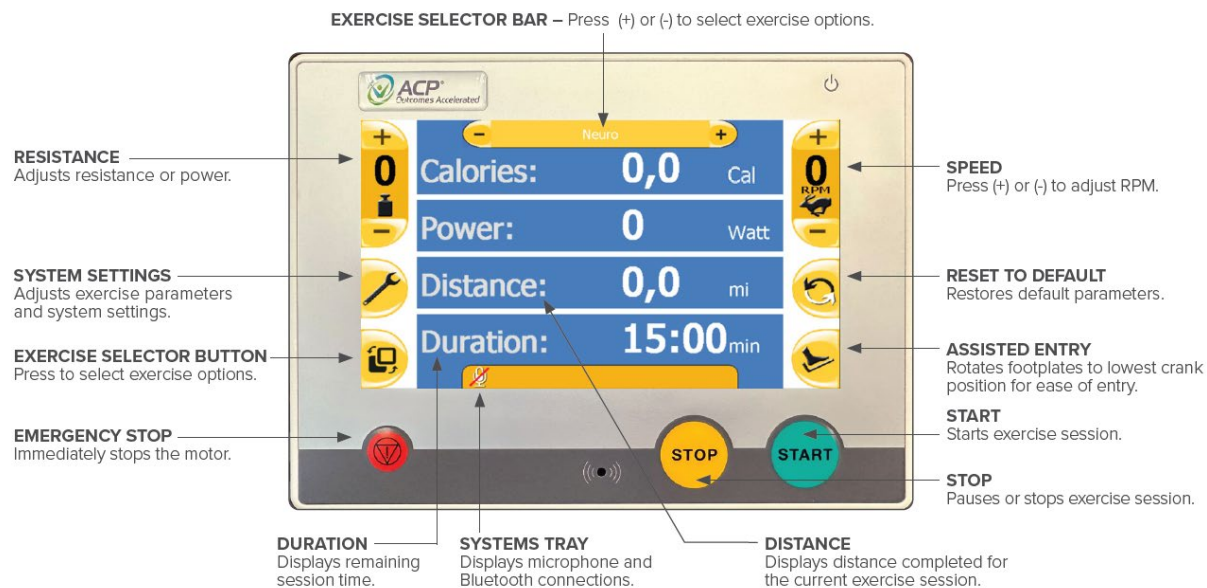 EXERCISE SELECTOR BAR – Press (+) or (-) to select exercise options.
ACP®
Outcomes Accelerated
RESISTANCE
Adjusts resistance or power.
SYSTEM SETTINGS
Adjusts exercise parameters
and system settings.
EXERCISE SELECTOR BUTTON
Press to select exercise options.
EMERGENCY STOP
Immediately stops the motor.
+
0
−
− Neuro +
Calories: 0,0 Cal
Power: 0 Watt
Distance: 0,0 mi
Duration: 15:00 min
+
0
RPM
−
STOP
START
SPEED
Press (+) or (-) to adjust RPM.
RESET TO DEFAULT
Restores default parameters.
ASSISTED ENTRY
Rotates footplates to lowest crank
position for ease of entry.
START
Starts exercise session.
STOP
Pauses or stops exercise session.
DURATION
Displays remaining
session time.
SYSTEMS TRAY
Displays microphone and
Bluetooth connections.
DISTANCE
Displays distance completed for
the current exercise session.